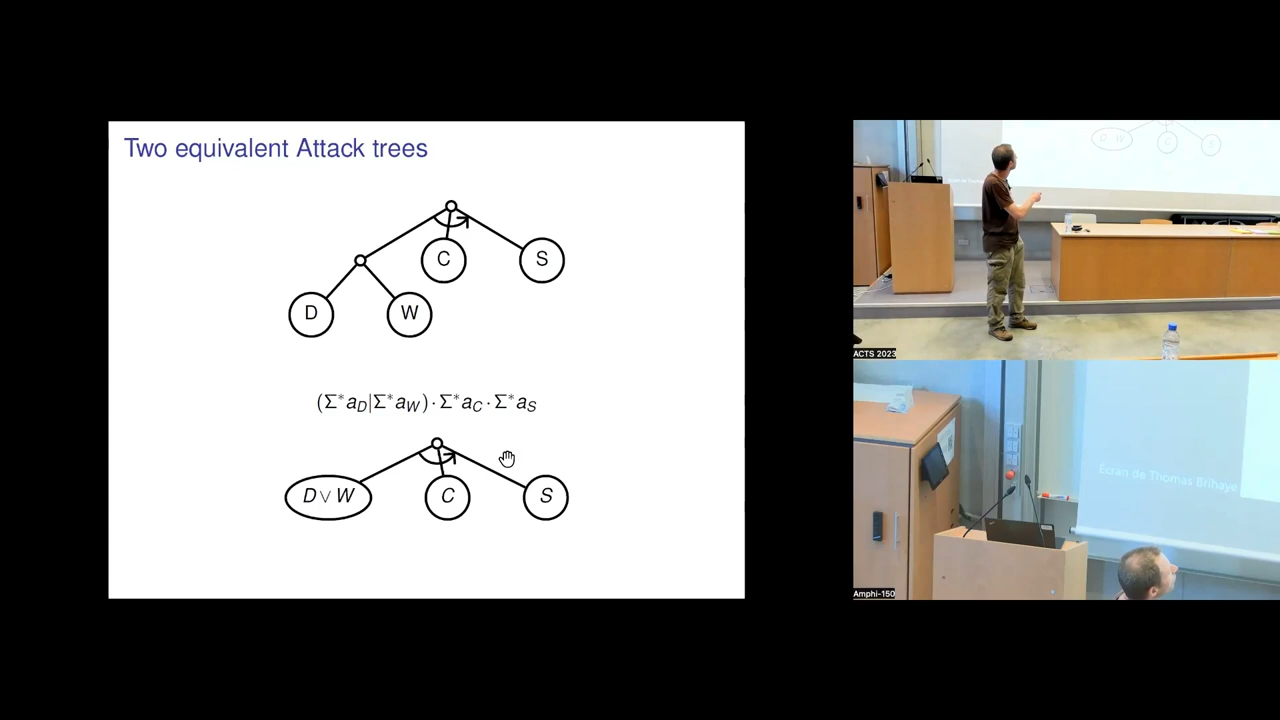 Two equivalent Attack trees
C
S
D
W
(Σ*a_D|Σ*a_W)·Σ*a_C·Σ*a_S
D∨W
C
S
ACTS 2023
Écran de Thomas Brihaye
Amphi-150